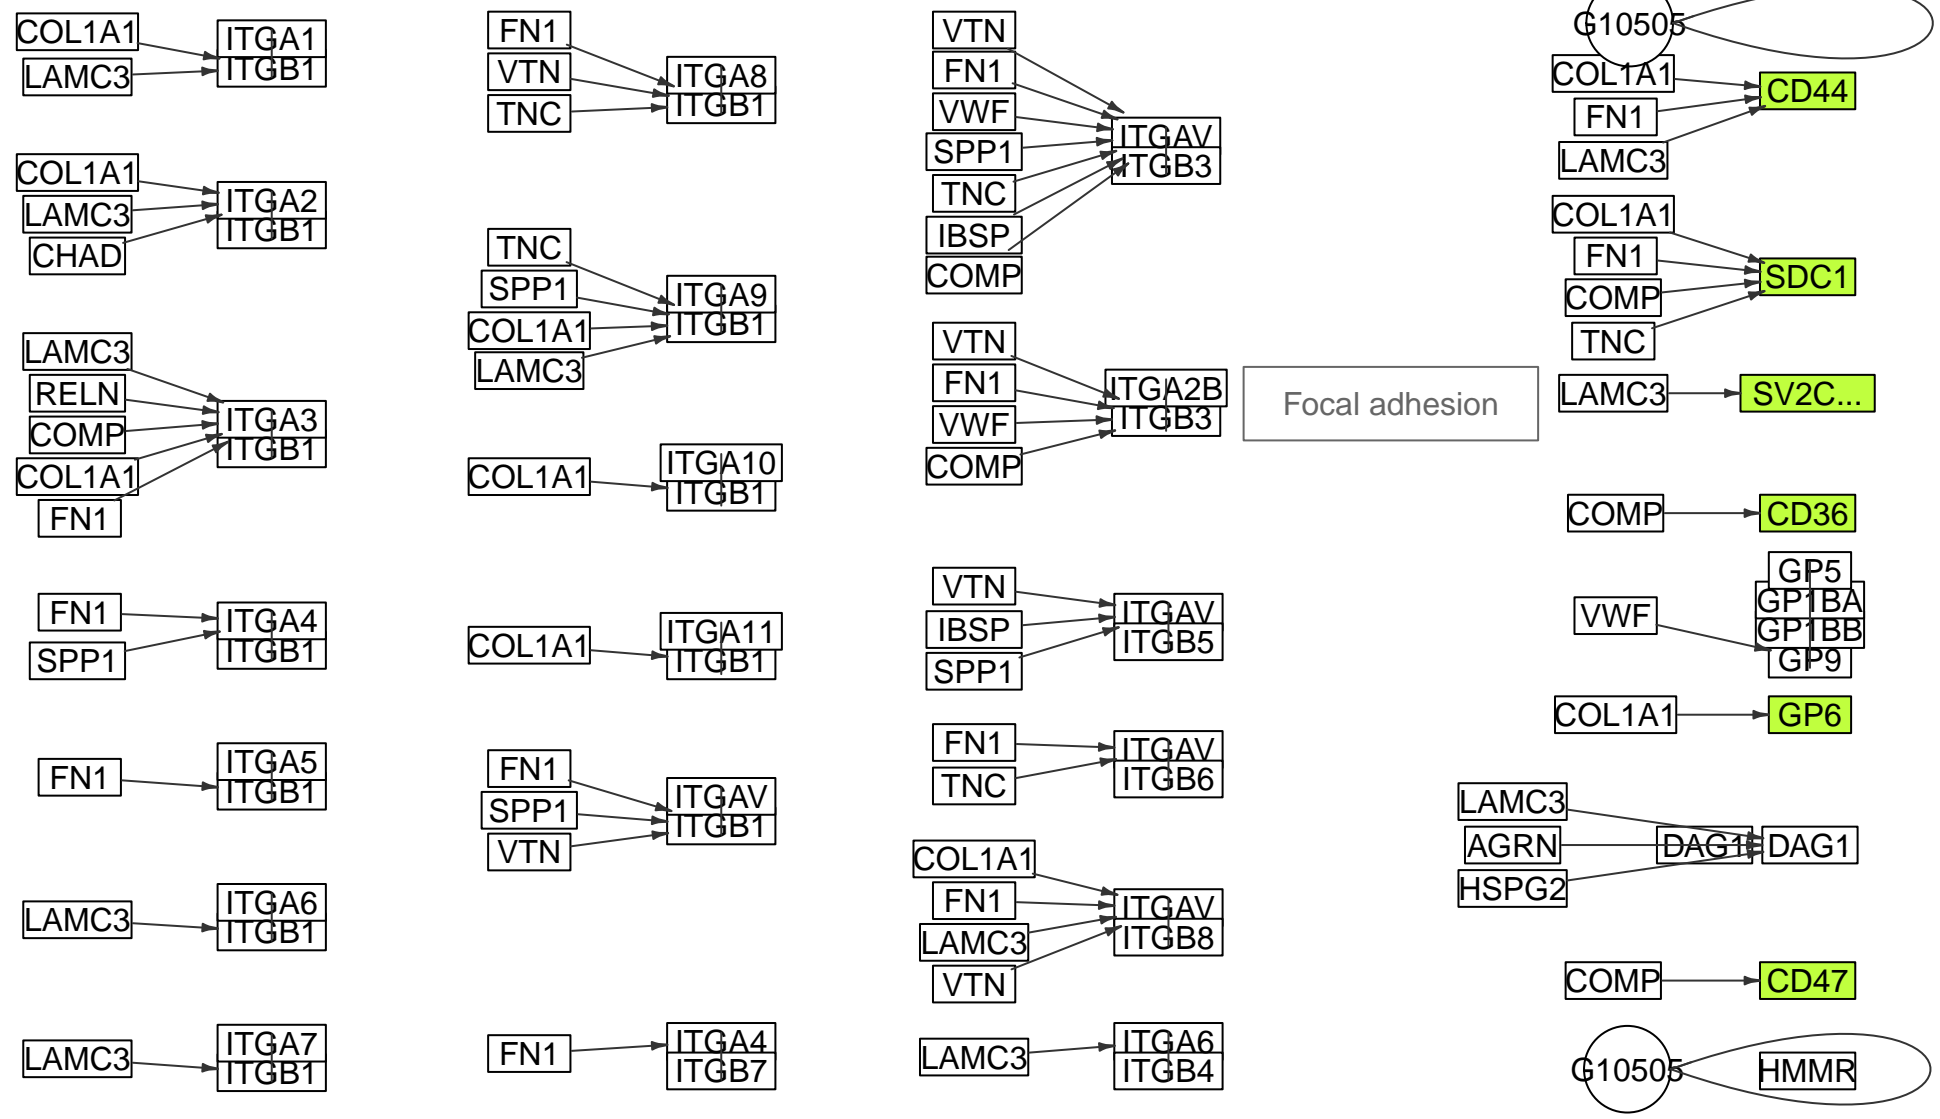 COL1A1
LAMC3
ITGA1
ITGB1
COL1A1
LAMC3
CHAD
ITGA2
ITGB1
LAMC3
RELN
COMP
COL1A1
FN1
ITGA3
ITGB1
FN1
SPP1
ITGA4
ITGB1
FN1
ITGA5
ITGB1
LAMC3
ITGA6
ITGB1
LAMC3
ITGA7
ITGB1
FN1
VTN
TNC
ITGA8
ITGB1
TNC
SPP1
COL1A1
LAMC3
ITGA9
ITGB1
COL1A1
ITGA10
ITGB1
COL1A1
ITGA11
ITGB1
FN1
SPP1
VTN
ITGAV
ITGB1
FN1
ITGA4
ITGB7
VTN
FN1
VWF
SPP1
TNC
IBSP
COMP
ITGAV
ITGB3
VTN
FN1
VWF
COMP
ITGA2B
ITGB3
Focal adhesion
VTN
IBSP
SPP1
ITGAV
ITGB5
FN1
TNC
ITGAV
ITGB6
COL1A1
FN1
LAMC3
VTN
ITGAV
ITGB8
LAMC3
ITGA6
ITGB4
G10505
COL1A1
FN1
LAMC3
CD44
COL1A1
FN1
COMP
TNC
SDC1
LAMC3
SV2C...
COMP
CD36
VWF
GP5
GP1BA
GP1BB
GP9
COL1A1
GP6
LAMC3
AGRN
HSPG2
DAG1
DAG1
COMP
CD47
G10505
HMMR